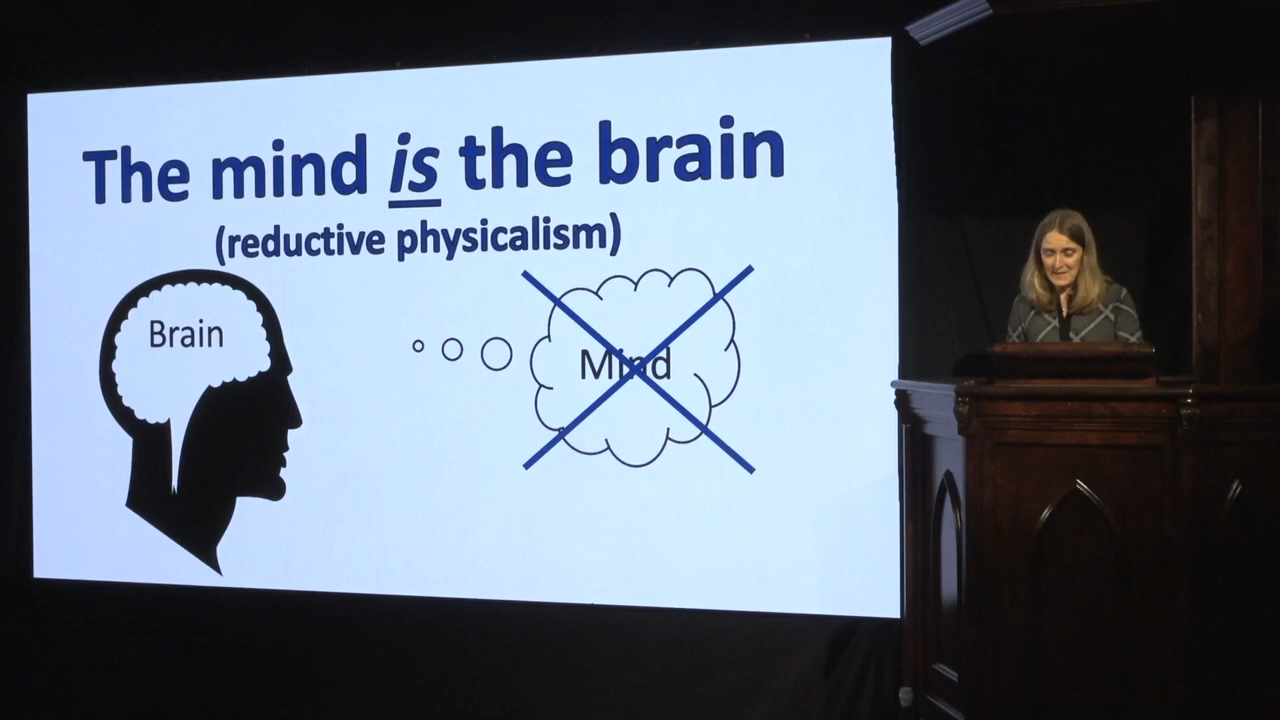 The mind is the brain
(reductive physicalism)
Brain
Mind